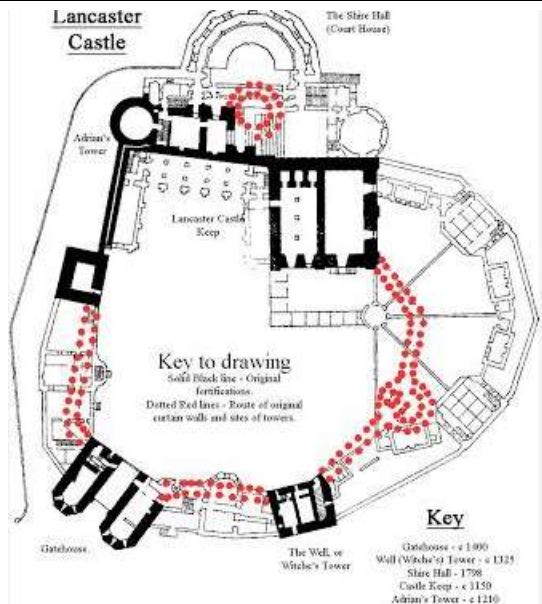 Lancaster
Castle
The Shire Hall
(Court House)
Adrian's
Tower
Lancaster Castle
Keep
Key to drawing
Solid Black line - Original
fortifications.
Dotted Red lines - Route of original
curtain walls and sites of towers.
Gatehouse.
The Well, or
Witche's Tower
Key
Gatehouse - c 1400
Well (Witche's) Tower - c 1325
Shire Hall - 1798
Castle Keep - c 1150
Adrian's Tower - c 1210